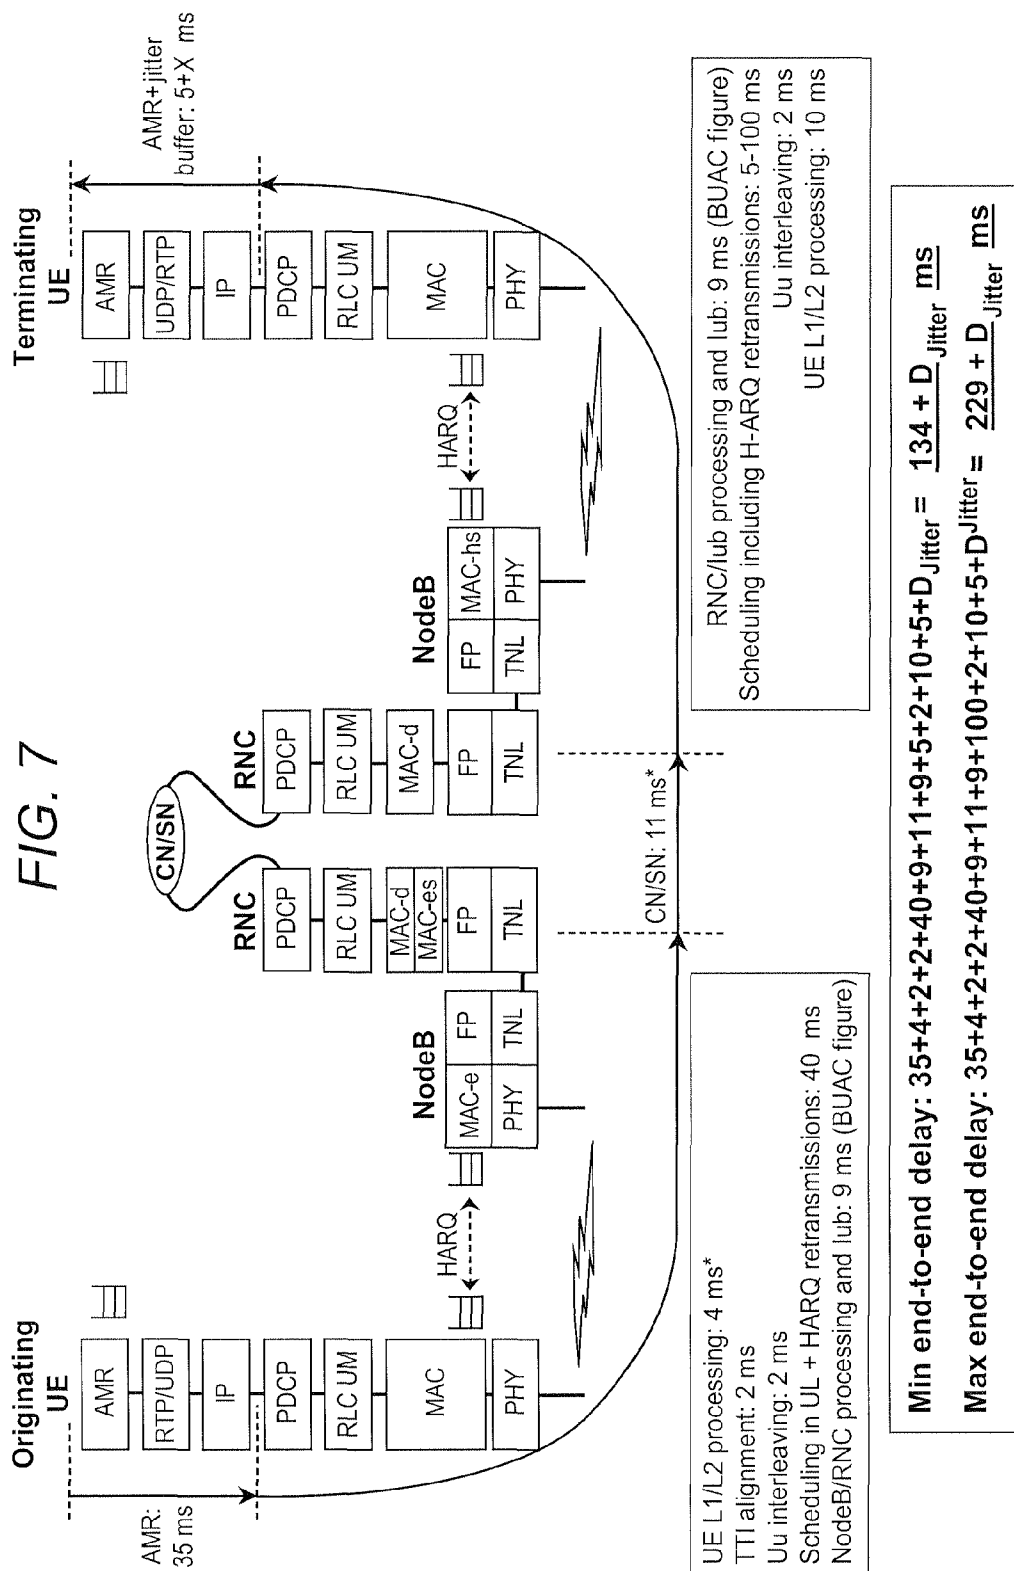 FIG. 7
Originating
UE
AMR
RTP/UDP
IP
PDCP
RLC UM
MAC
PHY
AMR:
35 ms
HARQ
NodeB
MAC-e
FP
PHY
TNL
RNC
PDCP
RLC UM
MAC-d
MAC-es
FP
TNL
CN/SN
RNC
PDCP
RLC UM
MAC-d
FP
TNL
NodeB
FP
MAC-hs
TNL
PHY
HARQ
Terminating
UE
AMR
UDP/RTP
IP
PDCP
RLC UM
MAC
PHY
AMR+jitter
buffer: 5+X ms
CN/SN: 11 ms*
UE L1/L2 processing: 4 ms*
TTI alignment: 2 ms
Uu interleaving: 2 ms
Scheduling in UL + HARQ retransmissions: 40 ms
NodeB/RNC processing and Iub: 9 ms (BUAC figure)
RNC/Iub processing and Iub: 9 ms (BUAC figure)
Scheduling including H-ARQ retransmissions: 5-100 ms
Uu interleaving: 2 ms
UE L1/L2 processing: 10 ms
Min end-to-end delay: 35+4+2+2+40+9+11+9+5+2+10+5+DJitter = 134 + DJitter ms
Max end-to-end delay: 35+4+2+2+40+9+11+9+100+2+10+5+DJitter = 229 + DJitter ms